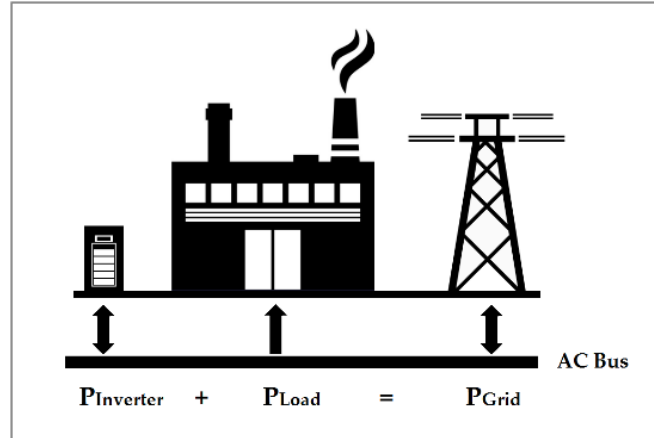 AC Bus
PInverter + PLoad = PGrid